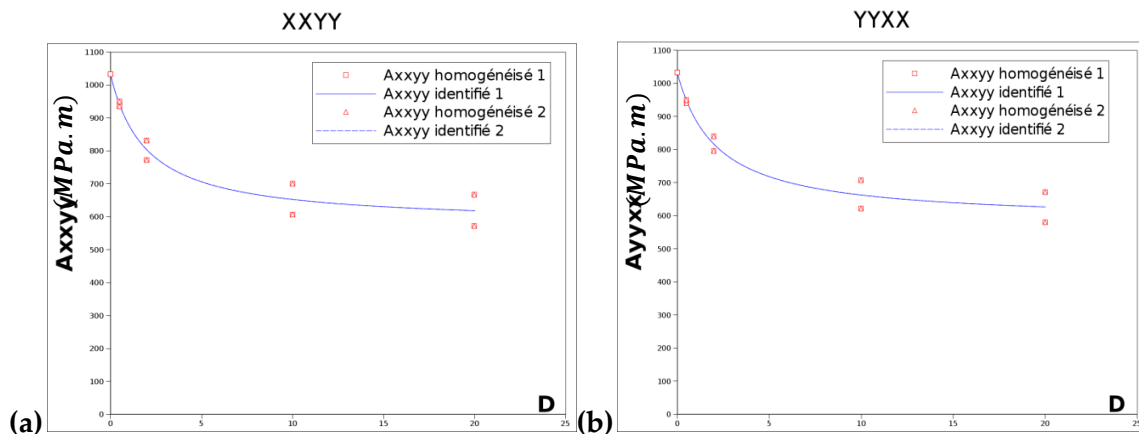 XXYY
1100
1000
900
800
700
600
500
400
300
200
100
0
0 5 10 15 20 25
Axxyy(MPa.m)
Axxyy homogénéisé 1
Axxyy identifié 1
Axxyy homogénéisé 2
Axxyy identifié 2
D
(a)
YYXX
1100
1000
900
800
700
600
500
400
300
200
100
0
0 5 10 15 20 25
Ayyxx(MPa.m)
Axxyy homogénéisé 1
Axxyy identifié 1
Axxyy homogénéisé 2
Axxyy identifié 2
D
(b)